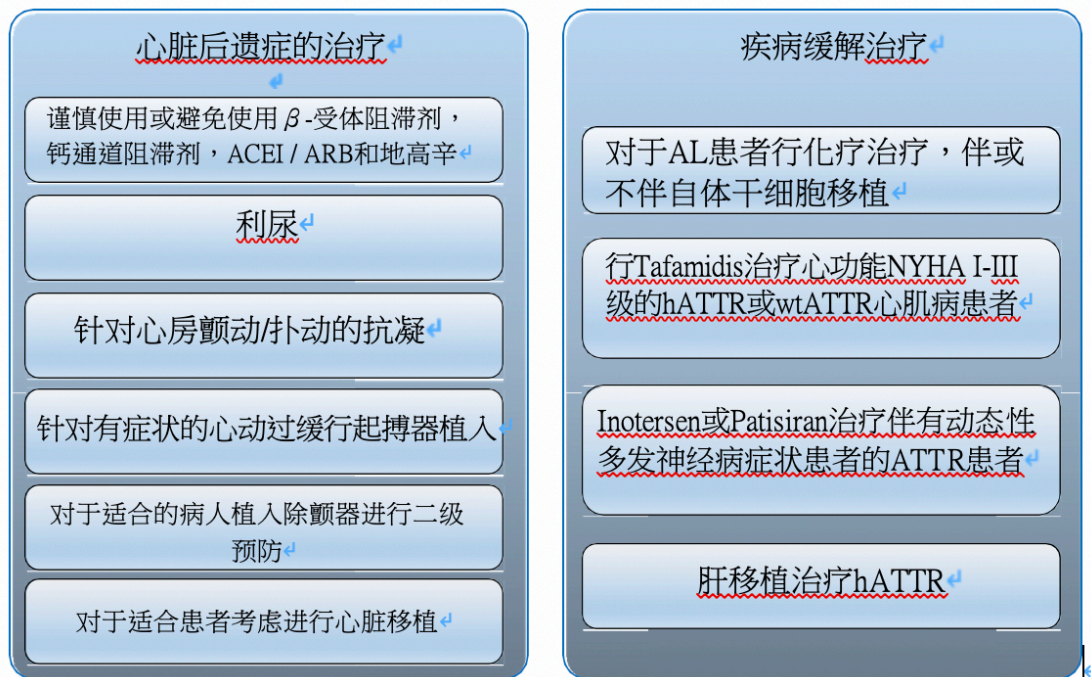 心脏后遗症的治疗
谨慎使用或避免使用β-受体阻滞剂，
钙通道阻滞剂，ACEI / ARB和地高辛
利尿
针对心房颤动/扑动的抗凝
针对有症状的心动过缓行起搏器植入
对于适合的病人植入除颤器进行二级
预防
对于适合患者考虑进行心脏移植
疾病缓解治疗
对于AL患者行化疗治疗，伴或
不伴自体干细胞移植
行Tafamidis治疗心功能NYHA I-III
级的hATTR或wtATTR心肌病患者
Inotersen或Patisiran治疗伴有动态性
多发神经病症状患者的ATTR患者
肝移植治疗hATTR